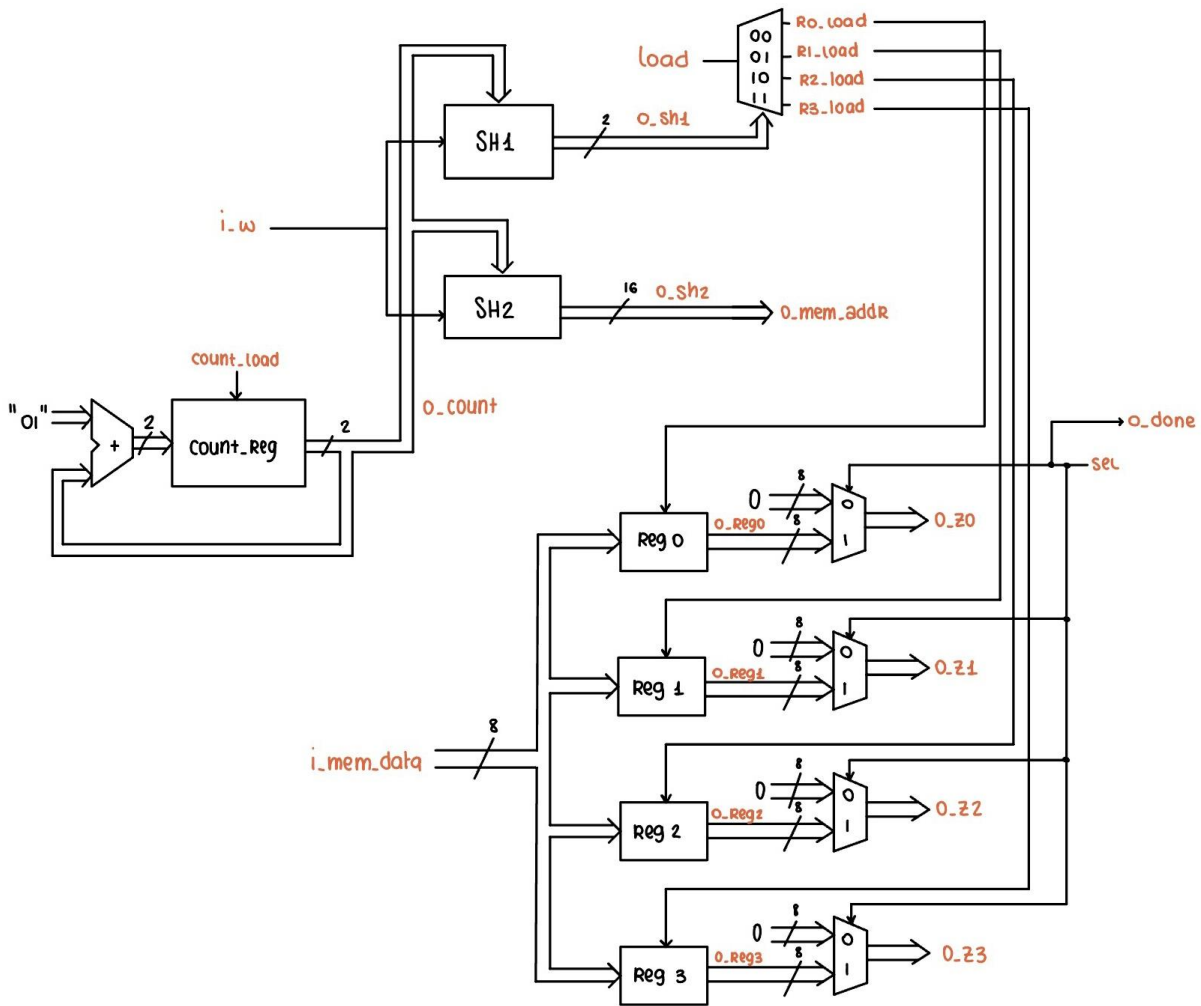 R0_load
00
load
01
R1_load
10
R2_load
11
R3_load
2
o_sh1
SH1
i_w
16
o_sh2
SH2
o_mem_addR
count_load
"01"
2
+
count_Reg
2
o_count
o_done
sel
8
0
0
o_Reg0
8
Reg 0
1
o_z0
8
0
0
o_Reg1
8
Reg 1
1
o_z1
8
i_mem_data
8
0
0
o_Reg2
8
Reg 2
1
o_z2
8
0
0
o_Reg3
8
Reg 3
1
o_z3